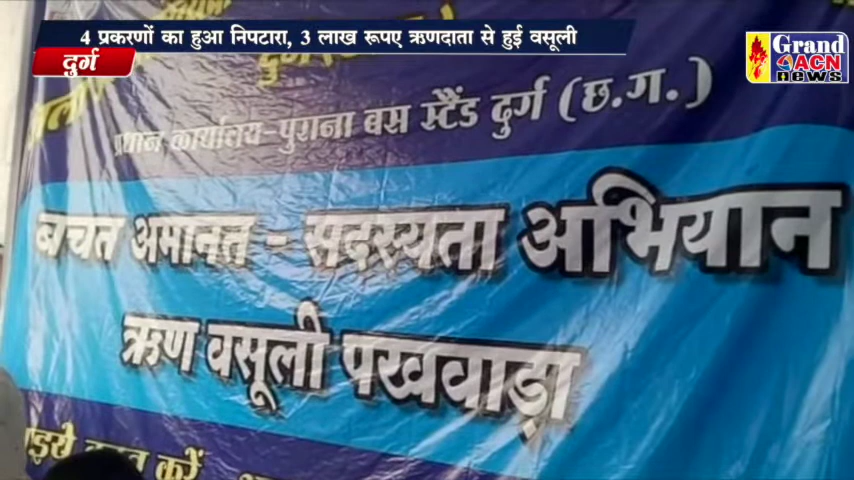 4 प्रकरणों का हुआ निपटारा, 3 लाख रूपए ऋणदाता से हुई वसूली
दुर्ग
Grand
ACN
news
प्रधान कार्यालय-पुराना बस स्टैंड दुर्ग (छ.ग.)
बचत अमानत - सदस्यता अभियान
ऋण वसूली पखवाड़ा
करें